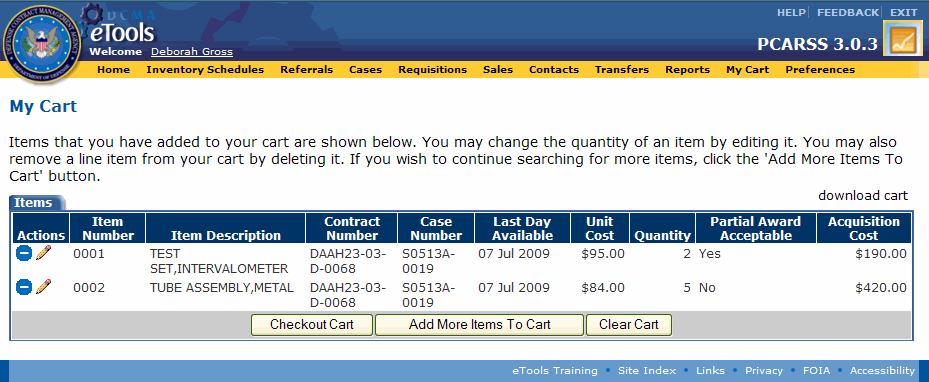 HELP FEEDBACK EXIT
DCMA
eTools
Welcome Deborah Gross
PCARSS 3.0.3
DEFENSE CONTRACT MANAGEMENT AGENCY
DEPARTMENT OF DEFENSE
Home Inventory Schedules Referrals Cases Requisitions Sales Contacts Transfers Reports My Cart Preferences
My Cart
Items that you have added to your cart are shown below. You may change the quantity of an item by editing it. You may also
remove a line item from your cart by deleting it. If you wish to continue searching for more items, click the 'Add More Items To
Cart' button.
download cart
Items
Actions Item Number Item Description Contract Number Case Number Last Day Available Unit Cost Quantity Partial Award Acceptable Acquisition Cost
0001 TEST SET,INTERVALOMETER DAAH23-03-D-0068 S0513A-0019 07 Jul 2009 $95.00 2 Yes $190.00
0002 TUBE ASSEMBLY,METAL DAAH23-03-D-0068 S0513A-0019 07 Jul 2009 $84.00 5 No $420.00
Checkout Cart Add More Items To Cart Clear Cart
eTools Training • Site Index • Links • Privacy • FOIA • Accessibility